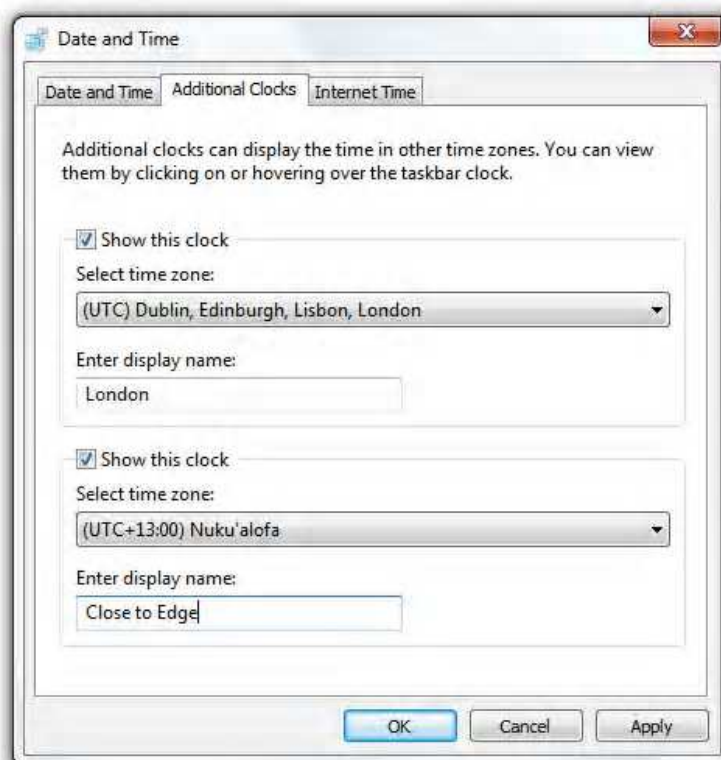 Date and Time
Date and Time Additional Clocks Internet Time
Additional clocks can display the time in other time zones. You can view
them by clicking on or hovering over the taskbar clock.
Show this clock
Select time zone:
(UTC) Dublin, Edinburgh, Lisbon, London
Enter display name:
London
Show this clock
Select time zone:
(UTC+13:00) Nuku'alofa
Enter display name:
Close to Edge
OK Cancel Apply